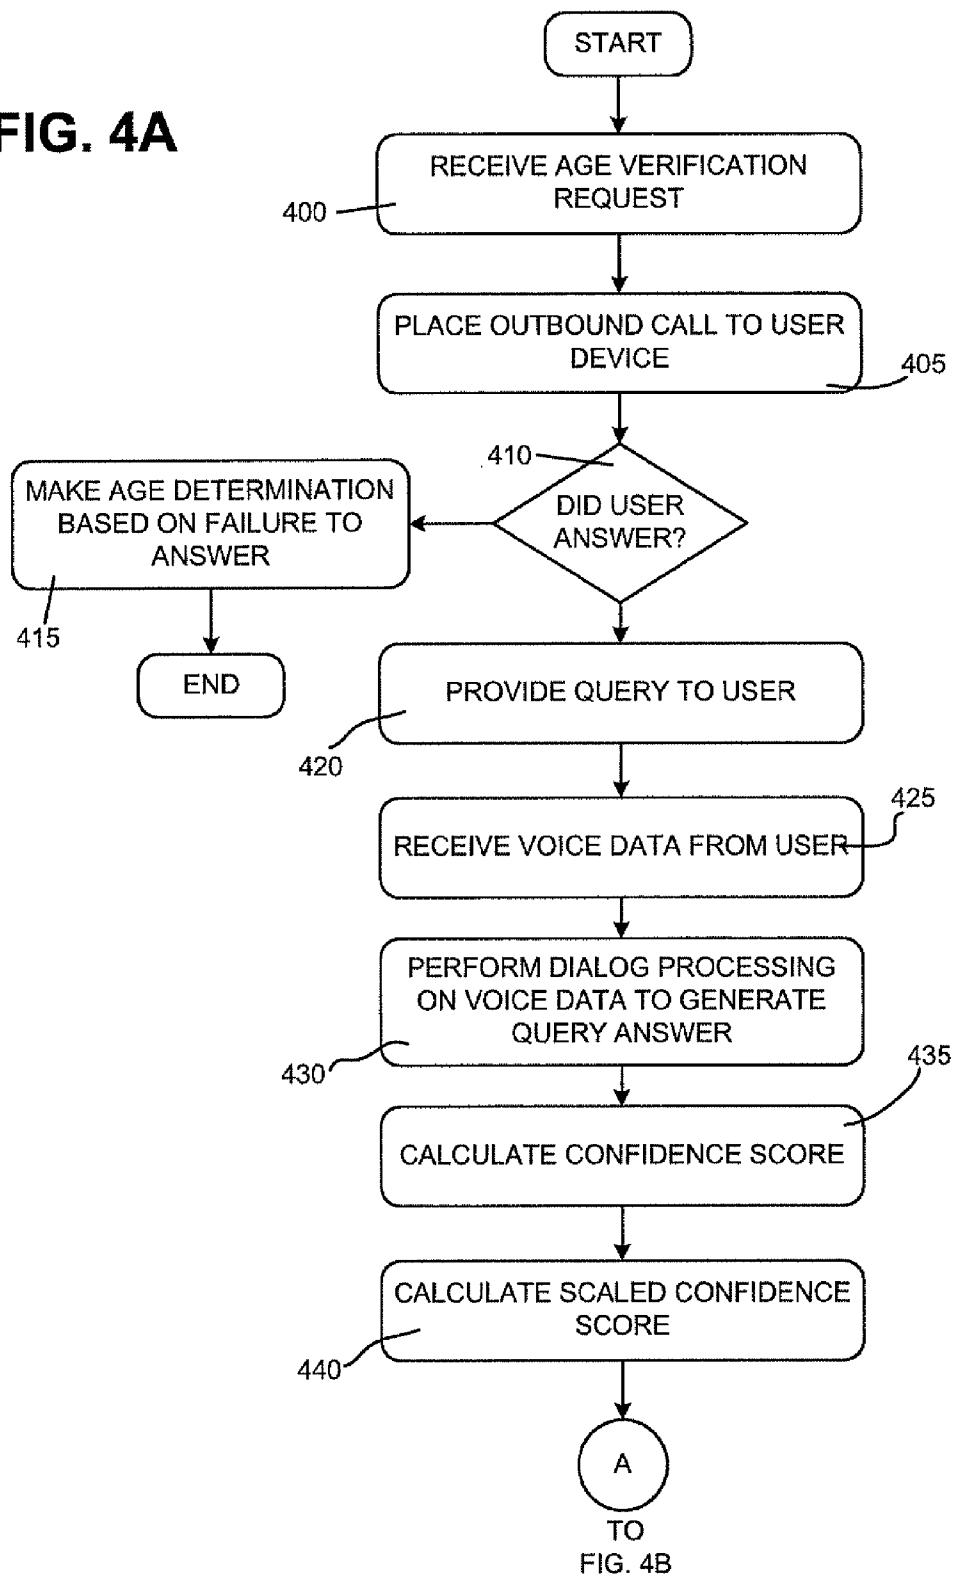 START
FIG. 4A
RECEIVE AGE VERIFICATION
REQUEST
400
PLACE OUTBOUND CALL TO USER
DEVICE
405
410
DID USER
ANSWER?
MAKE AGE DETERMINATION
BASED ON FAILURE TO
ANSWER
415
END
PROVIDE QUERY TO USER
420
425
RECEIVE VOICE DATA FROM USER
PERFORM DIALOG PROCESSING
ON VOICE DATA TO GENERATE
QUERY ANSWER
430
435
CALCULATE CONFIDENCE SCORE
CALCULATE SCALED CONFIDENCE
SCORE
440
A
TO
FIG. 4B